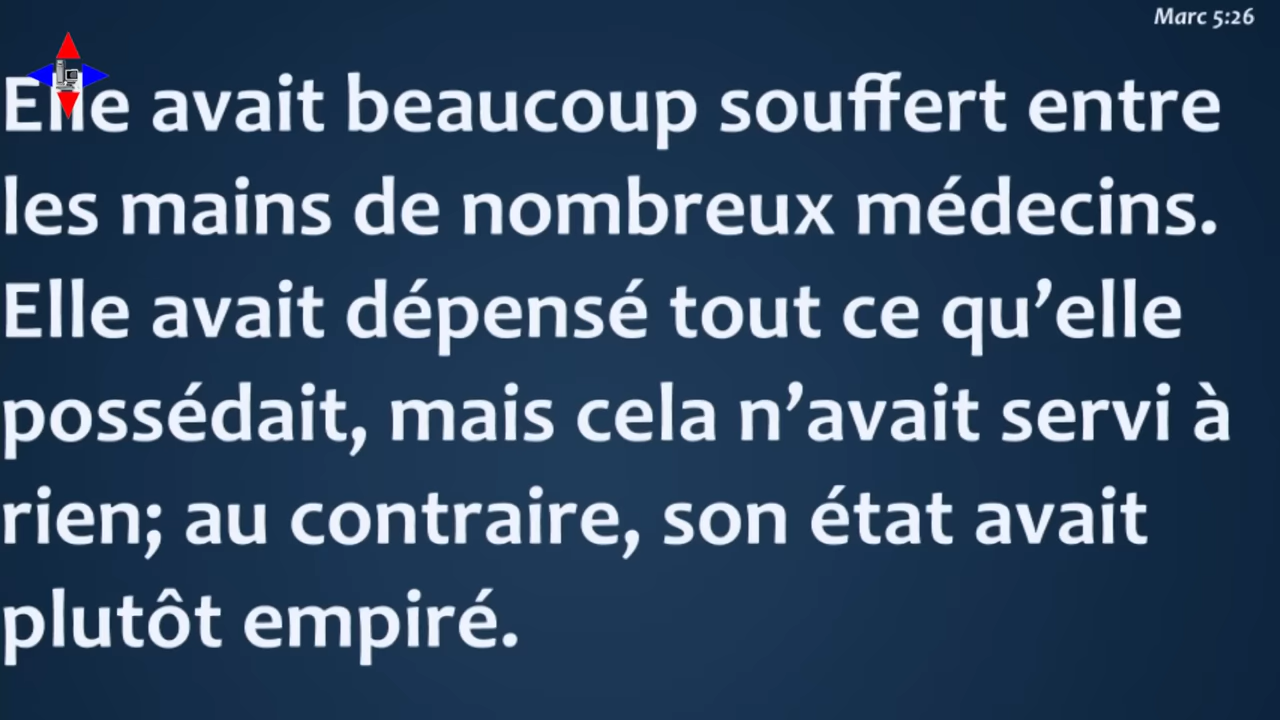 Marc 5:26
Elle avait beaucoup souffert entre
les mains de nombreux médecins.
Elle avait dépensé tout ce qu’elle
possédait, mais cela n’avait servi à
rien; au contraire, son état avait
plutôt empiré.